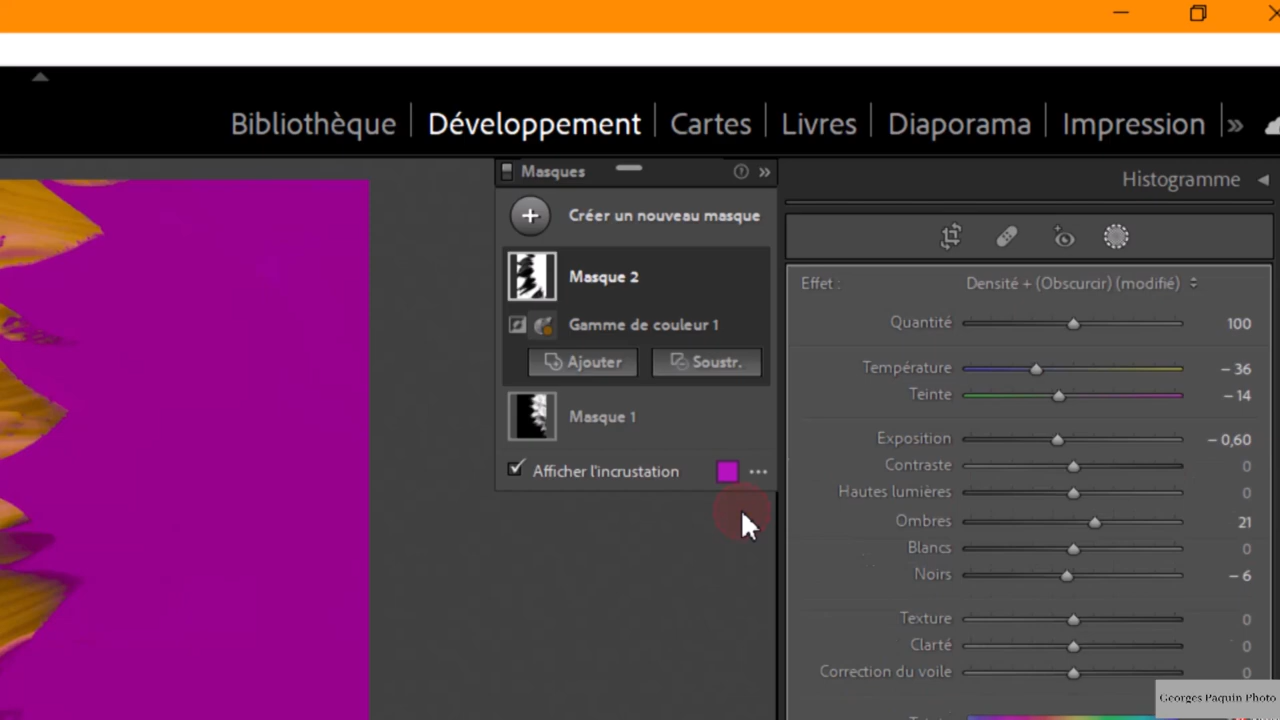 Bibliothèque | Développement | Cartes | Livres | Diaporama | Impression | »
Masques
Créer un nouveau masque
Masque 2
Gamme de couleur 1
Ajouter Soustr.
Masque 1
Afficher l'incrustation
Histogramme
Effet : Densité + (Obscurcir) (modifié)
Quantité 100
Température – 36
Teinte – 14
Exposition – 0,60
Contraste 0
Hautes lumières 0
Ombres 21
Blancs 0
Noirs – 6
Texture 0
Clarté 0
Correction du voile 0
Georges Paquin Photo